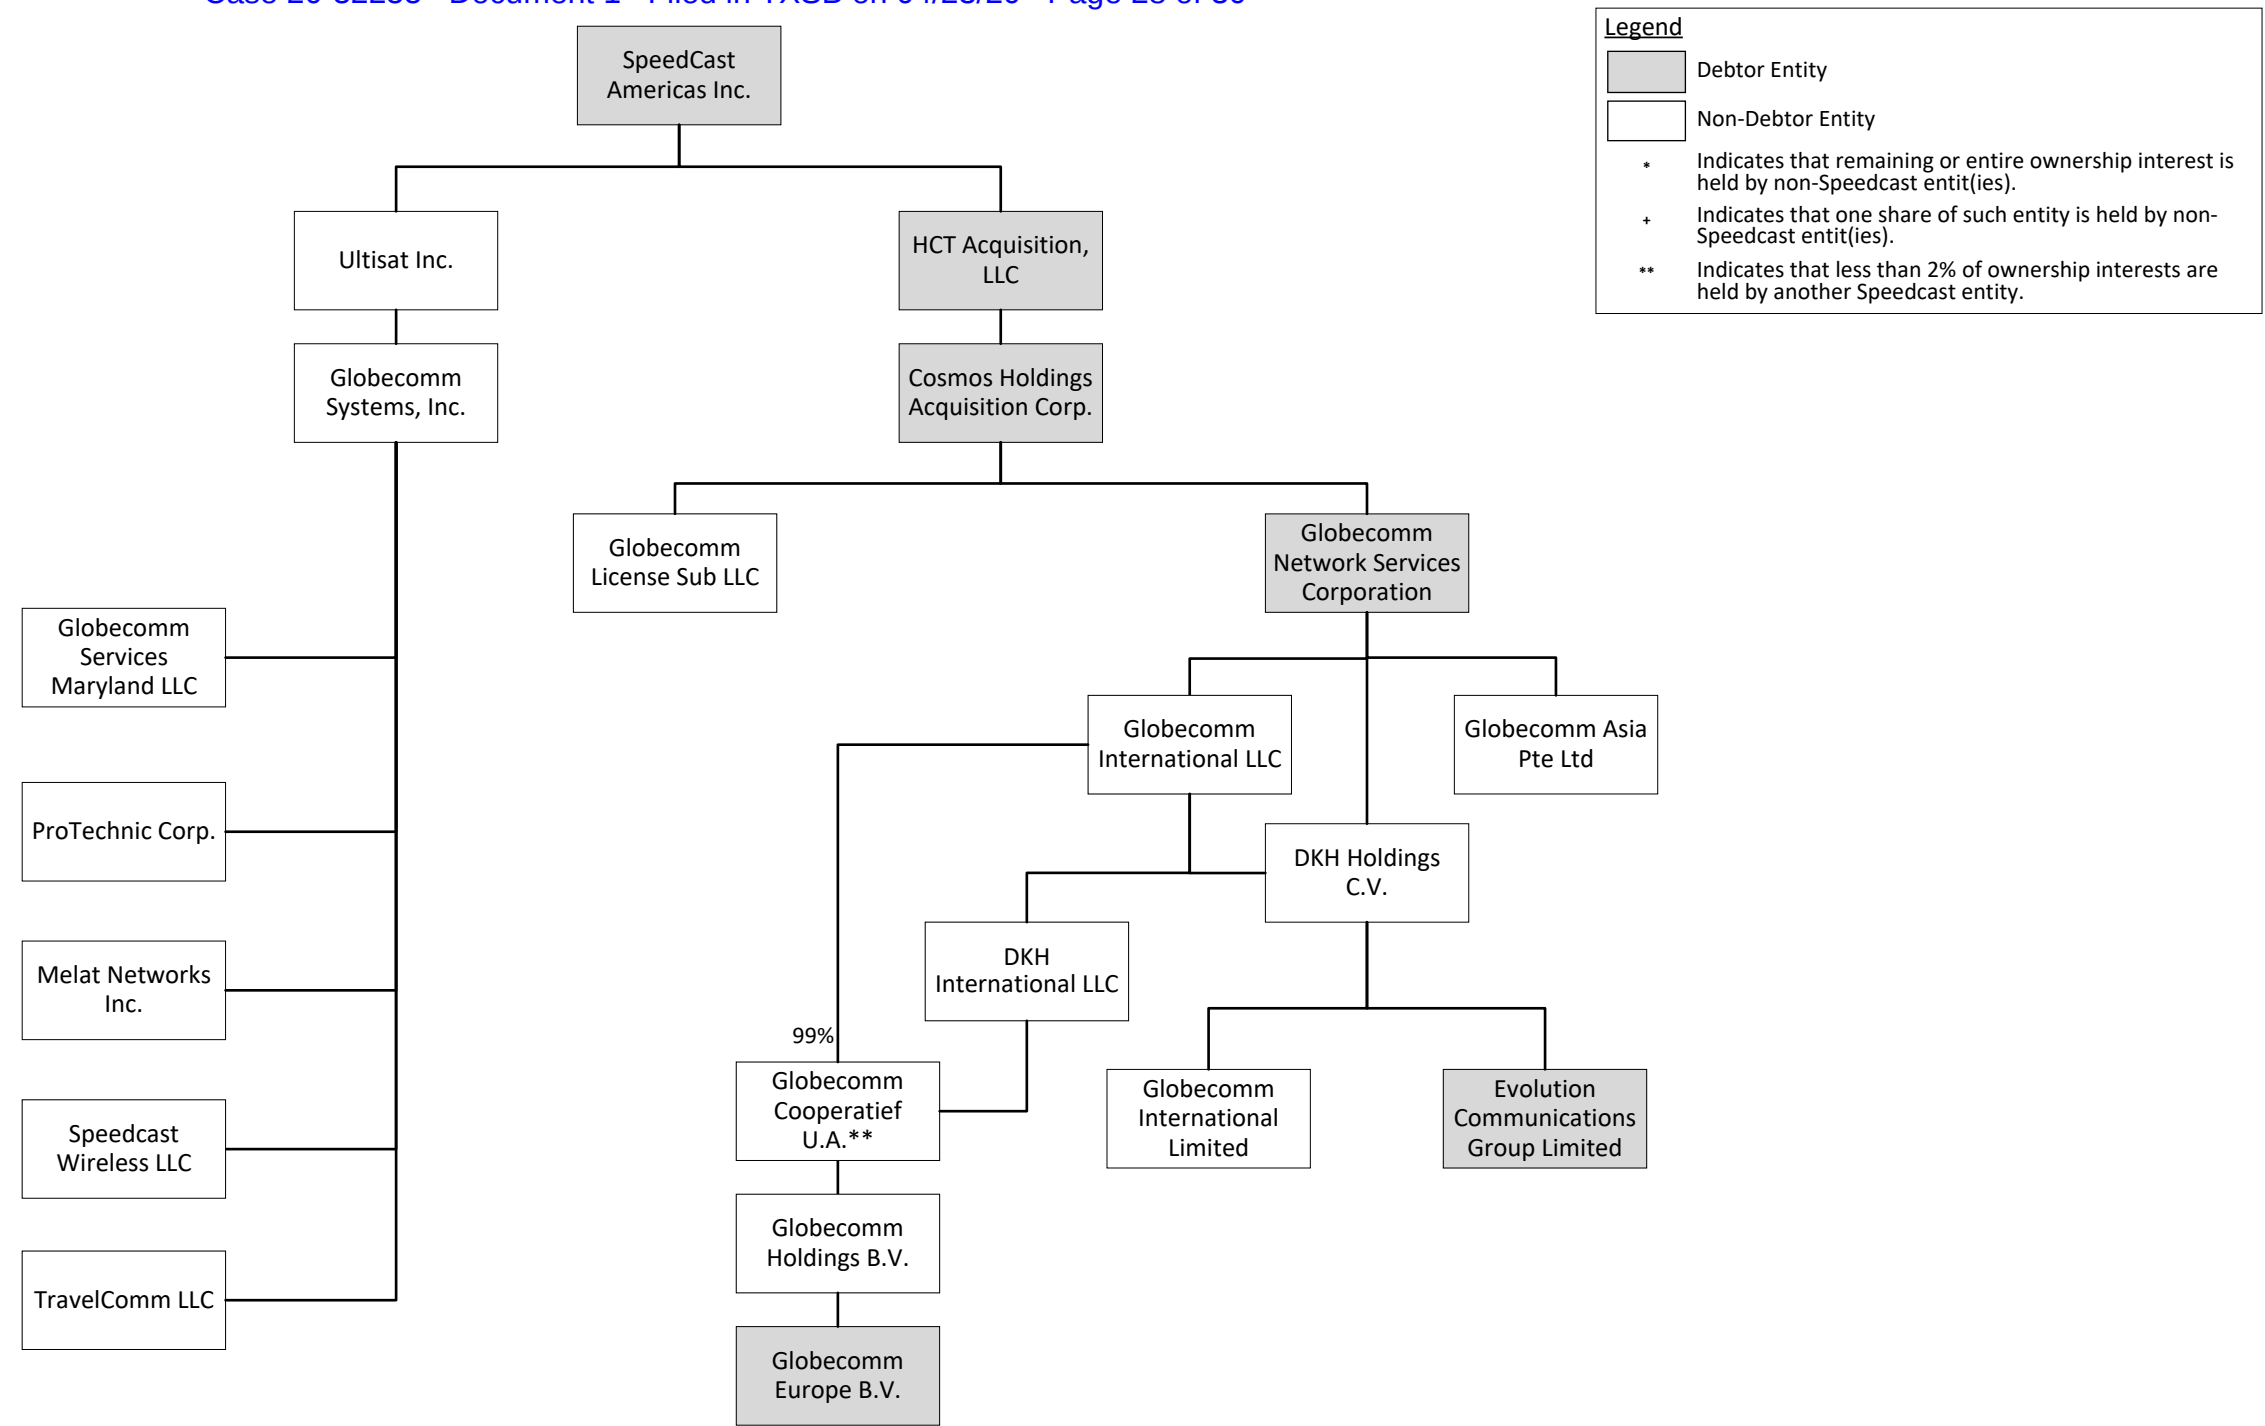 SpeedCast
Americas Inc.
Legend
Debtor Entity
Non-Debtor Entity
* Indicates that remaining or entire ownership interest is
held by non-Speedcast entit(ies).
+ Indicates that one share of such entity is held by non-
Speedcast entit(ies).
** Indicates that less than 2% of ownership interests are
held by another Speedcast entity.
Ultisat Inc.
HCT Acquisition,
LLC
Globecomm
Systems, Inc.
Cosmos Holdings
Acquisition Corp.
Globecomm
License Sub LLC
Globecomm
Network Services
Corporation
Globecomm
Services
Maryland LLC
Globecomm
International LLC
Globecomm Asia
Pte Ltd
ProTechnic Corp.
DKH Holdings
C.V.
Melat Networks
Inc.
DKH
International LLC
99%
Globecomm
Cooperatief
U.A.**
Globecomm
International
Limited
Evolution
Communications
Group Limited
Speedcast
Wireless LLC
Globecomm
Holdings B.V.
TravelComm LLC
Globecomm
Europe B.V.